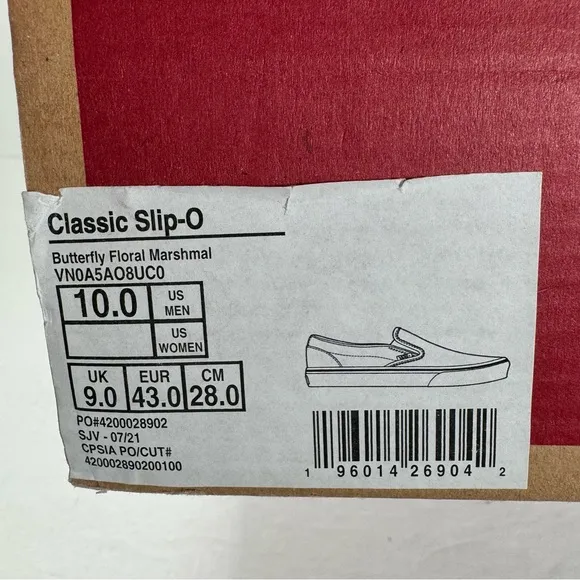 Classic Slip-O
Butterfly Floral Marshmal
VN0A5AO8UC0
10.0 US MEN
US WOMEN
UK EUR CM
9.0 43.0 28.0
PO#4200028902
SJV - 07/21
CPSIA PO/CUT#
420002890200100
1 96014 26904 2